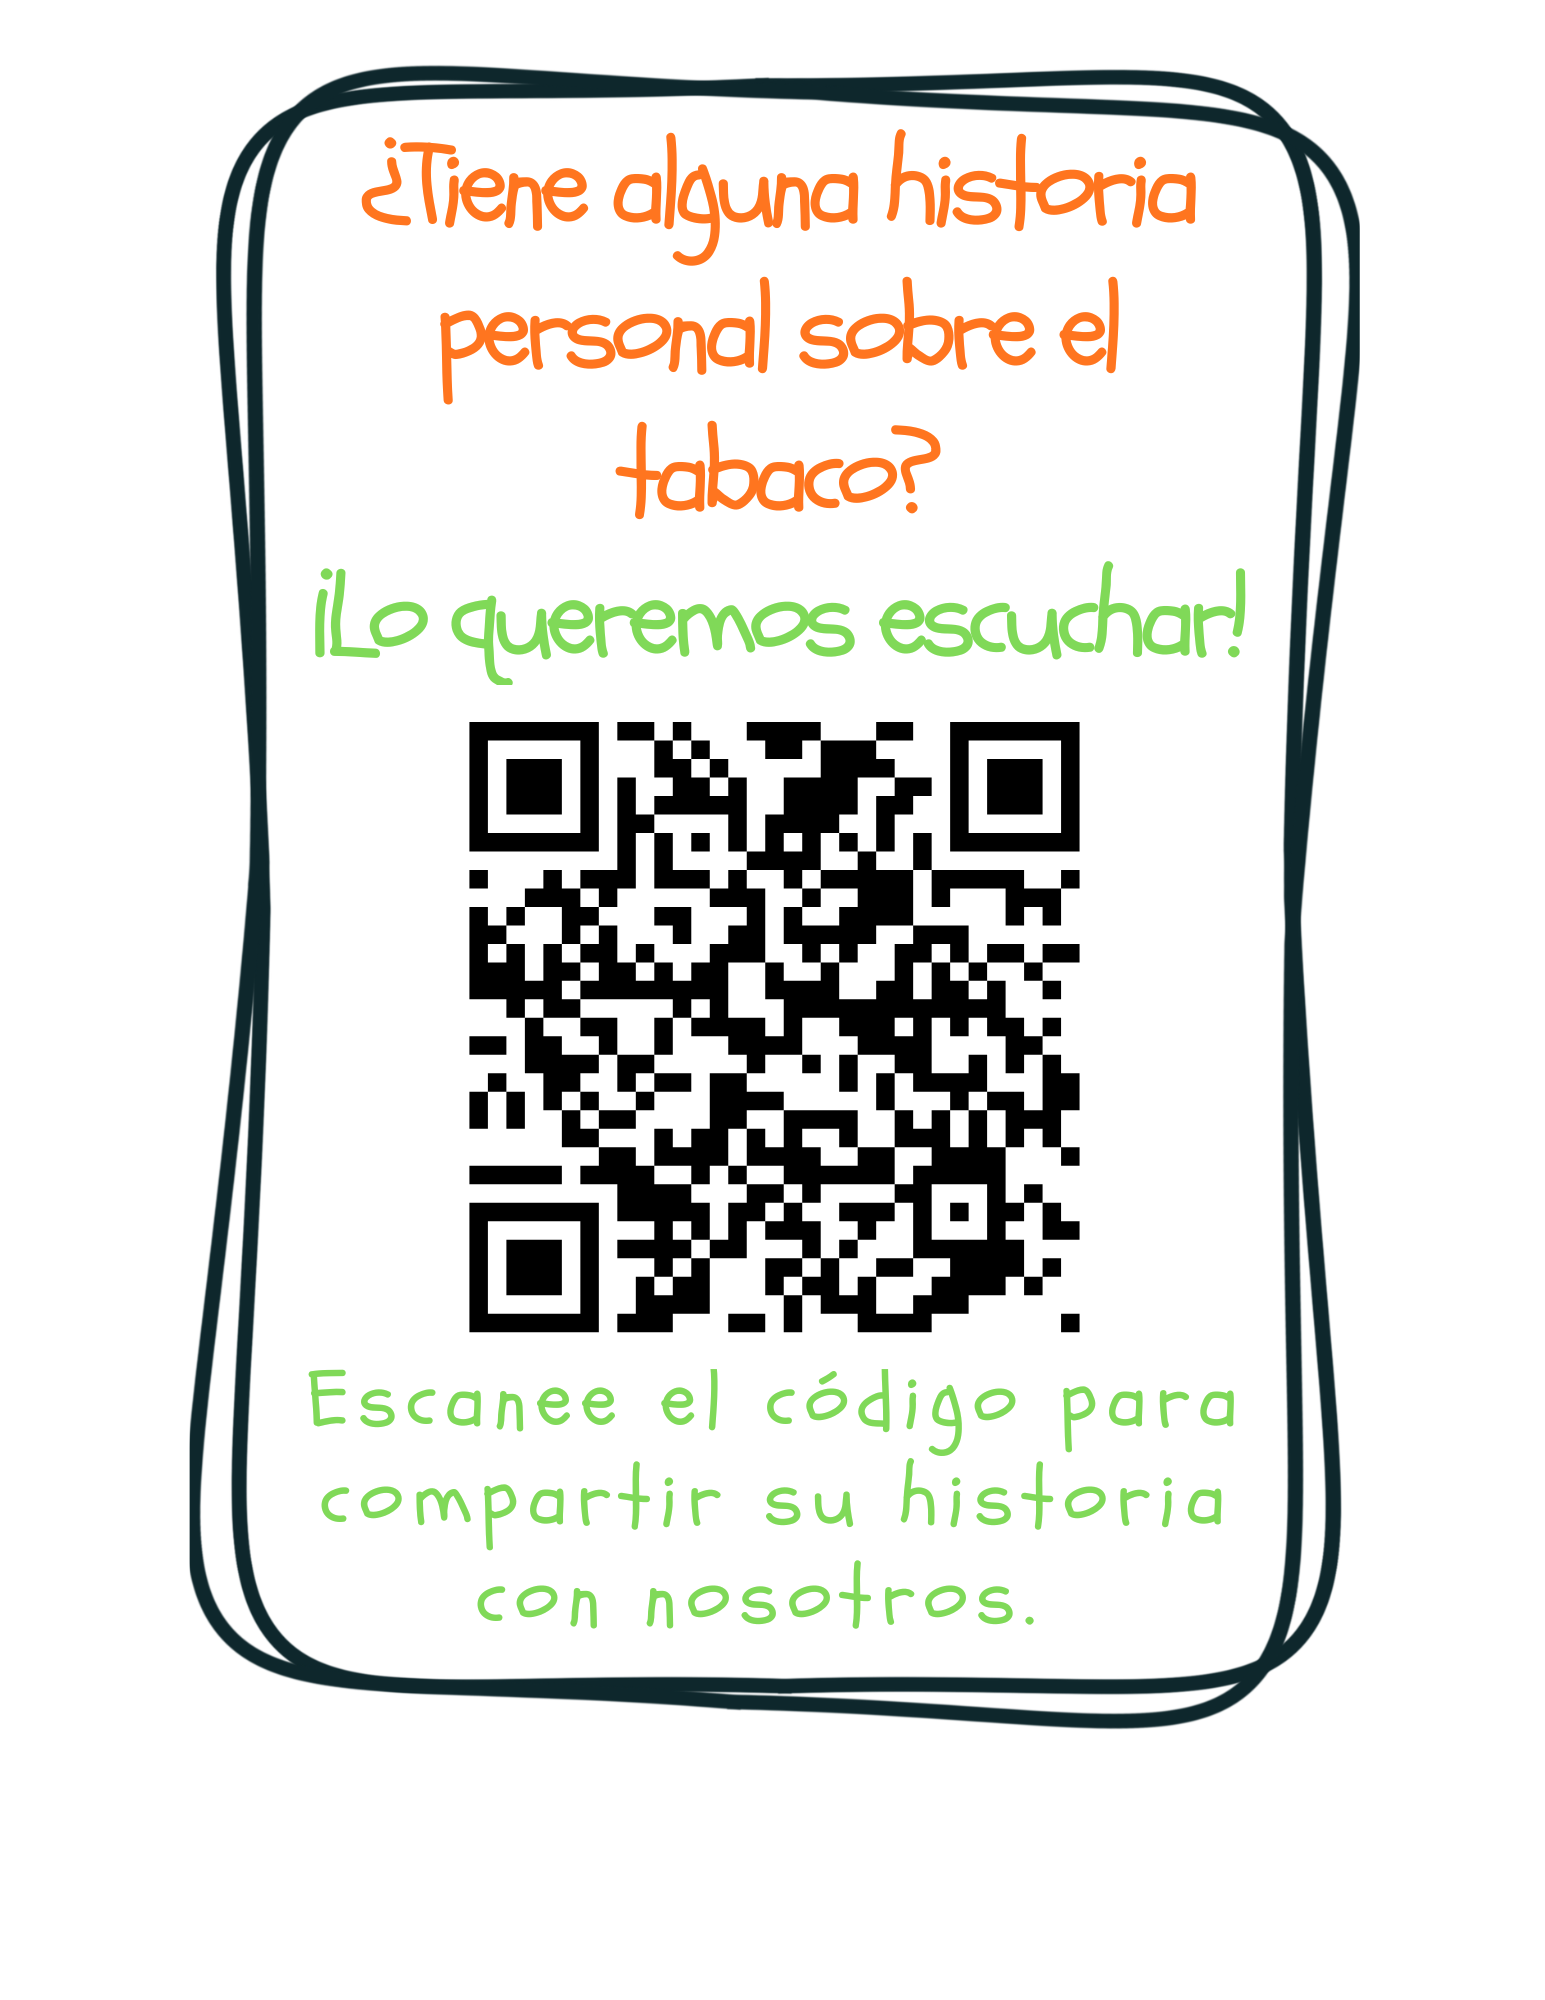 ¿Tiene alguna historia
personal sobre el
tabaco?
¡Lo queremos escuchar!
Escanee el código para
compartir su historia
con nosotros.